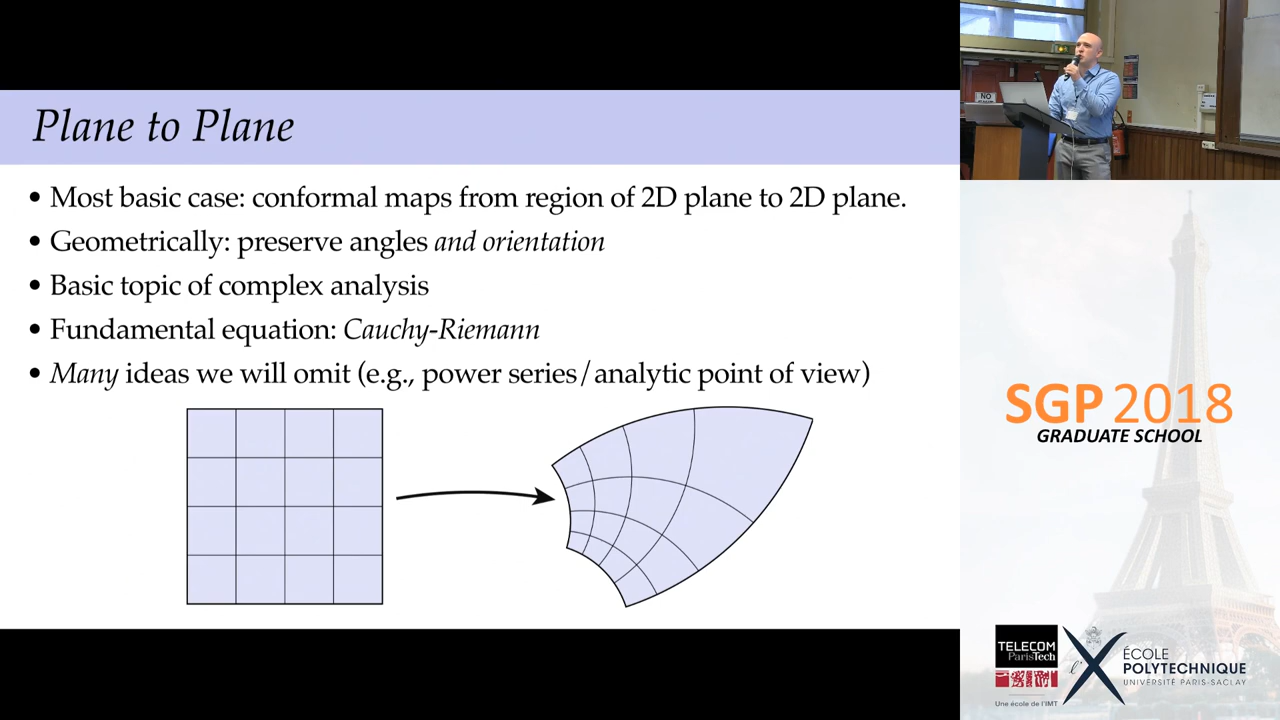 Plane to Plane
• Most basic case: conformal maps from region of 2D plane to 2D plane.
• Geometrically: preserve angles and orientation
• Basic topic of complex analysis
• Fundamental equation: Cauchy-Riemann
• Many ideas we will omit (e.g., power series/analytic point of view)
NO
SGP 2018
GRADUATE SCHOOL
TELECOM
ParisTech
Une école de l'IMT
l'X
ÉCOLE
POLYTECHNIQUE
UNIVERSITÉ PARIS-SACLAY